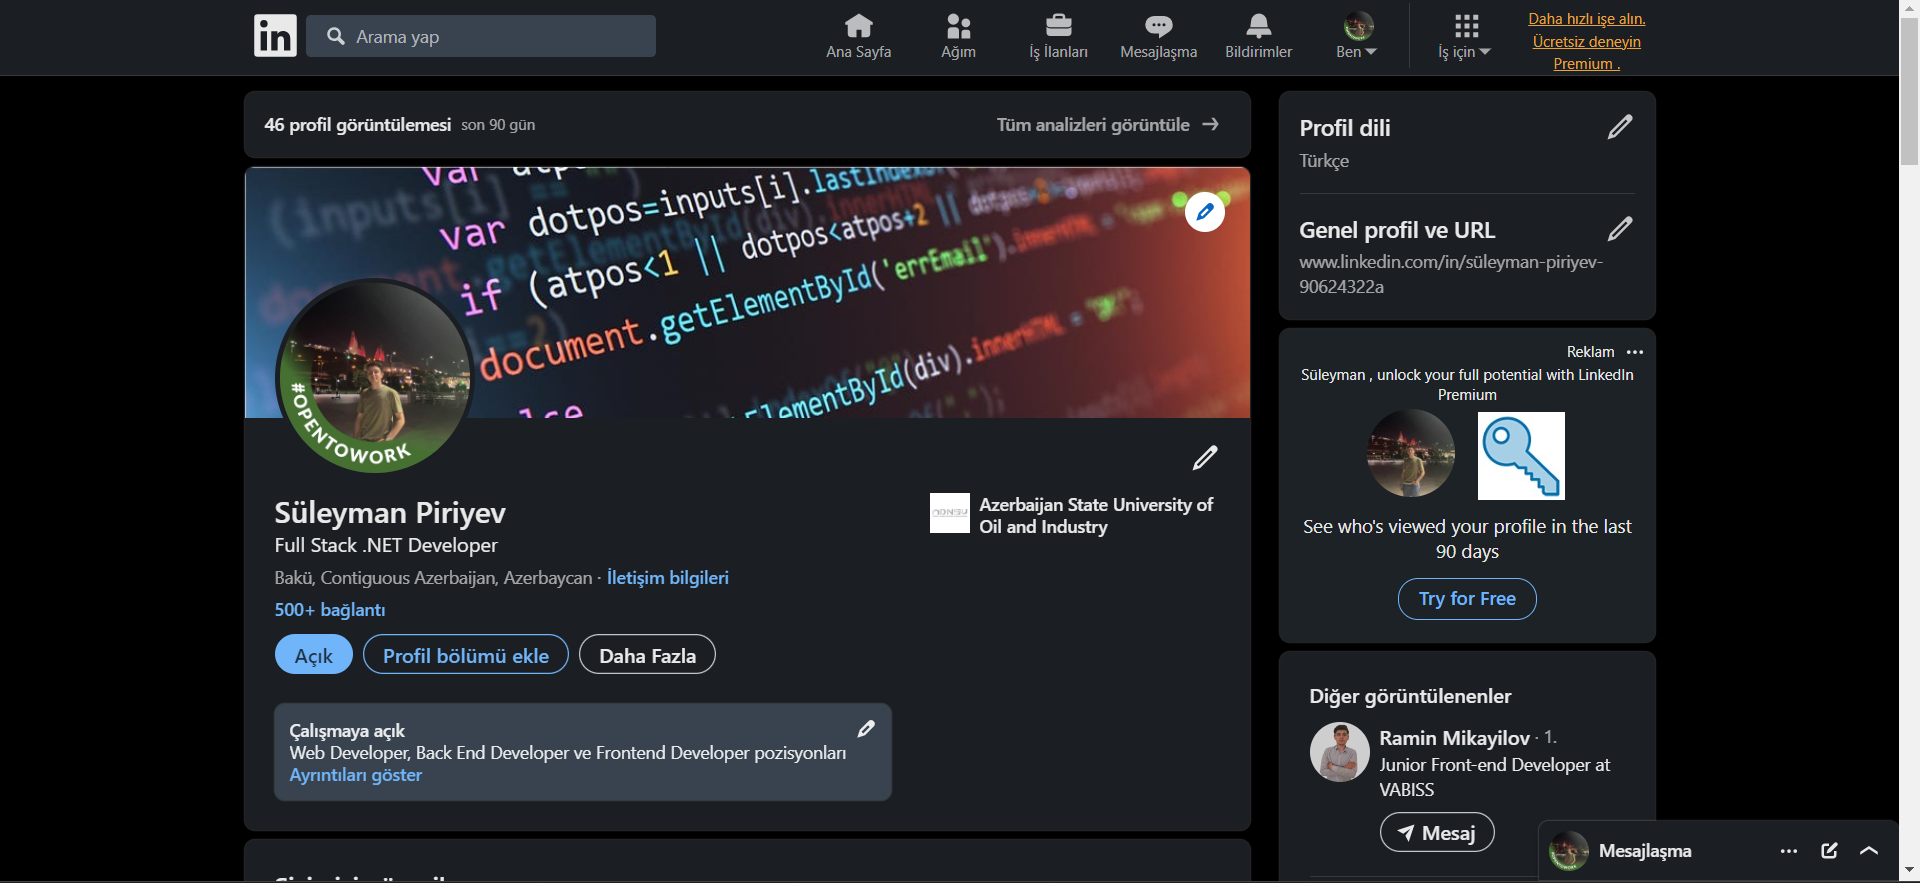 in
Arama yap
Ana Sayfa
Ağım
İş İlanları
Mesajlaşma
Bildirimler
Ben
İş için
Daha hızlı işe alın.
Ücretsiz deneyin
Premium .
46 profil görüntülemesi son 90 gün
Tüm analizleri görüntüle
var dotpos=inputs[i].lastIndexOf
if (atpos<1 || dotpos<atpos+2 ||
document.getElementById('errEmail').innerHTML
lementById(div).innerHTML
#OPENTOWORK
Süleyman Piriyev
Full Stack .NET Developer
Bakü, Contiguous Azerbaijan, Azerbaycan · İletişim bilgileri
500+ bağlantı
Azerbaijan State University of
Oil and Industry
Açık
Profil bölümü ekle
Daha Fazla
Çalışmaya açık
Web Developer, Back End Developer ve Frontend Developer pozisyonları
Ayrıntıları göster
Profil dili
Türkçe
Genel profil ve URL
www.linkedin.com/in/süleyman-piriyev-
90624322a
Reklam
Süleyman , unlock your full potential with LinkedIn
Premium
See who's viewed your profile in the last
90 days
Try for Free
Diğer görüntülenenler
Ramin Mikayilov · 1.
Junior Front-end Developer at
VABISS
Mesaj
Mesajlaşma